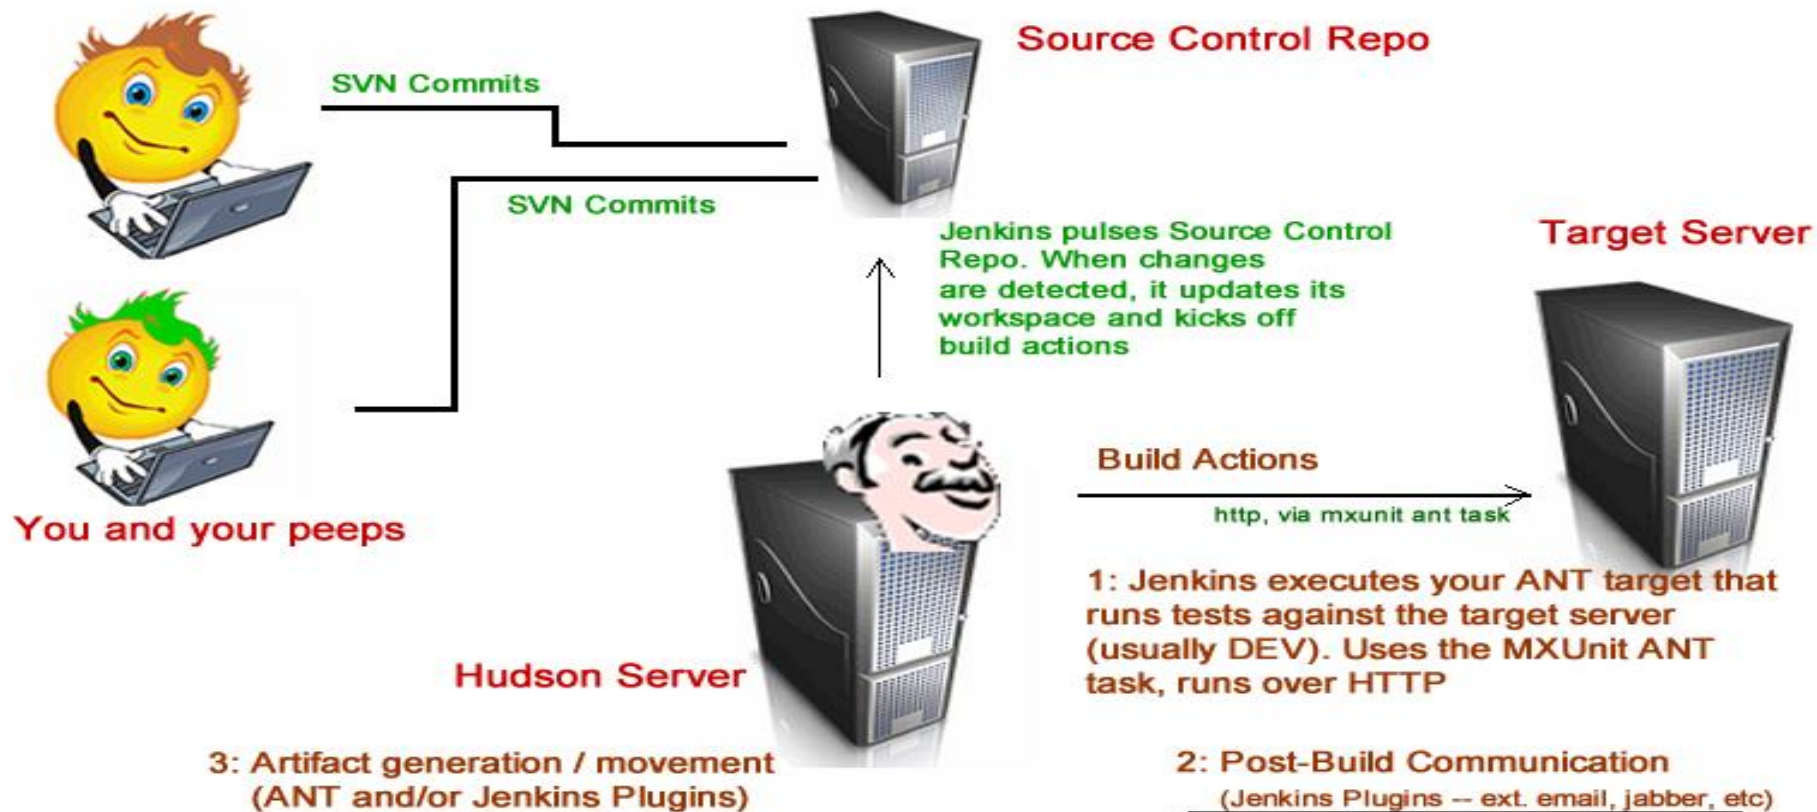 Source Control Repo
SVN Commits
SVN Commits
Jenkins pulses Source Control
Repo. When changes
are detected, it updates its
workspace and kicks off
build actions
Target Server
You and your peeps
Build Actions
http, via mxunit ant task
Hudson Server
1: Jenkins executes your ANT target that
runs tests against the target server
(usually DEV). Uses the MXUnit ANT
task, runs over HTTP
2: Post-Build Communication
(Jenkins Plugins -- ext. email, jabber, etc)
3: Artifact generation / movement
(ANT and/or Jenkins Plugins)